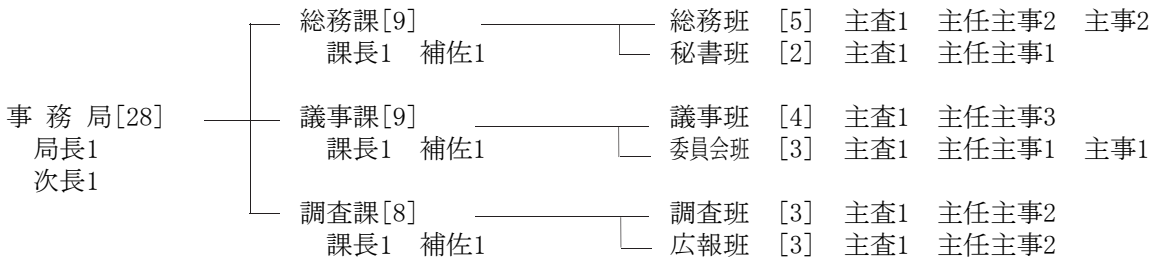 総務課[9] 総務班 [5] 主査1 主任主事2 主事2
課長1 補佐1 秘書班 [2] 主査1 主任主事1
事務局[28] 議事課[9] 議事班 [4] 主査1 主任主事3
局長1 課長1 補佐1 委員会班 [3] 主査1 主任主事1 主事1
次長1
調査課[8] 調査班 [3] 主査1 主任主事2
課長1 補佐1 広報班 [3] 主査1 主任主事2